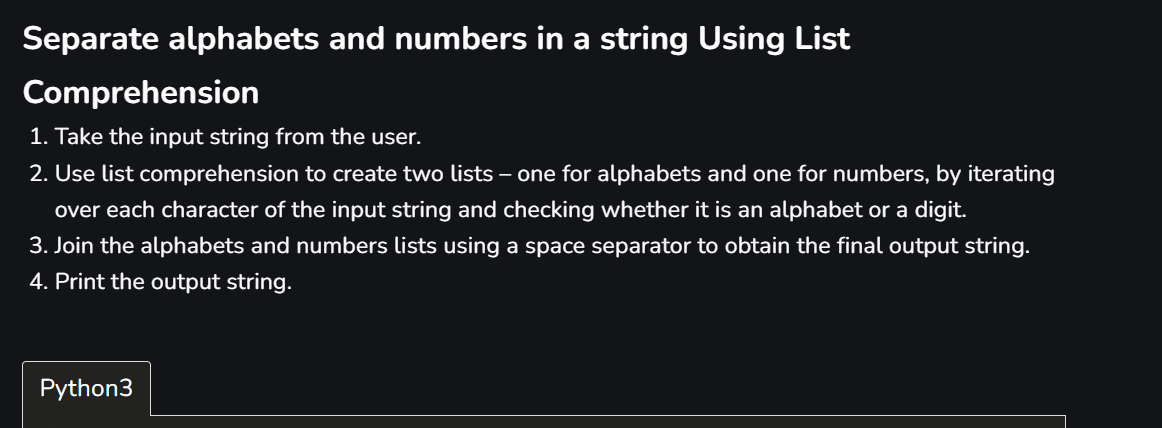 Separate alphabets and numbers in a string Using List
Comprehension
1. Take the input string from the user.
2. Use list comprehension to create two lists – one for alphabets and one for numbers, by iterating
over each character of the input string and checking whether it is an alphabet or a digit.
3. Join the alphabets and numbers lists using a space separator to obtain the final output string.
4. Print the output string.
Python3